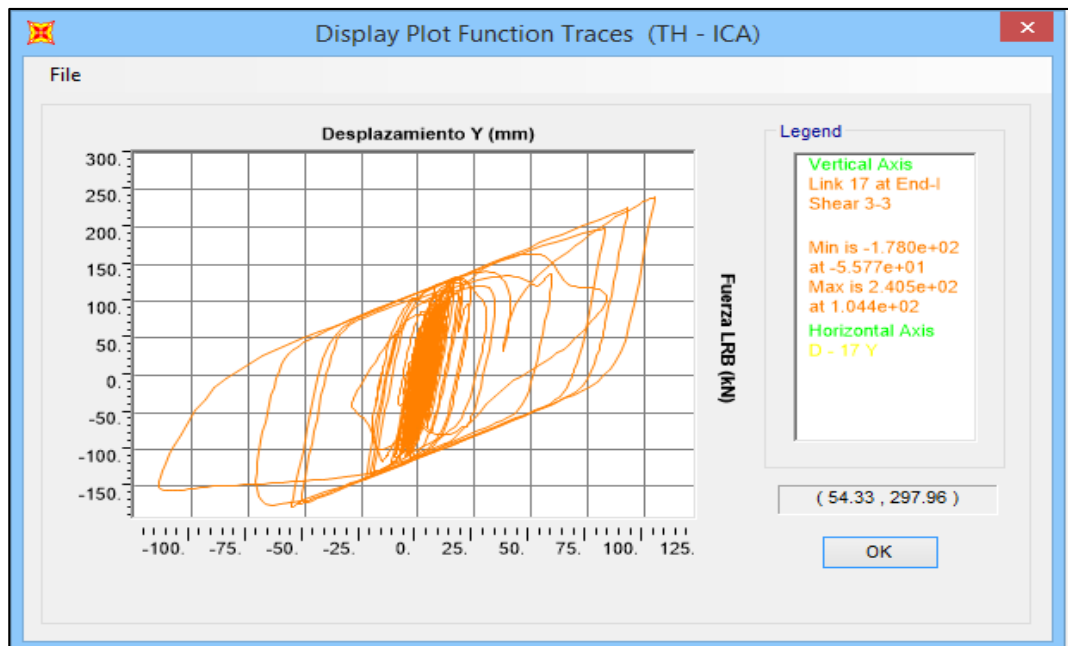 Display Plot Function Traces (TH - ICA)
File
Desplazamiento Y (mm)
300.
250.
200.
150.
100.
50.
0.
-50.
-100.
-150.
-100. -75. -50. -25. 0. 25. 50. 75. 100. 125.
Fuerza LRB (kN)
Legend
Vertical Axis
Link 17 at End-I
Shear 3-3
Min is -1.780e+02
at -5.577e+01
Max is 2.405e+02
at 1.044e+02
Horizontal Axis
D - 17 Y
( 54.33 , 297.96 )
OK